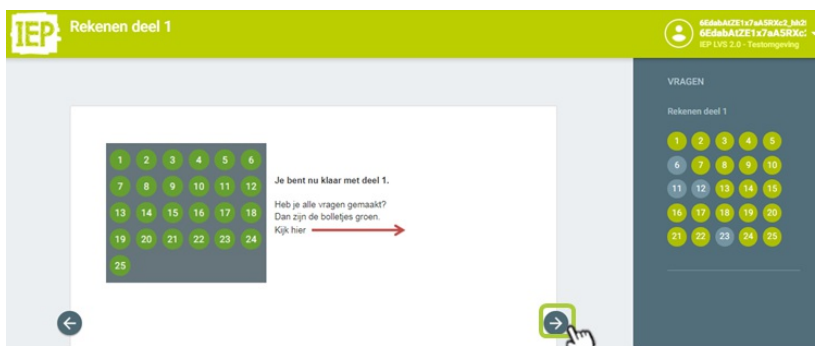 IEP
Rekenen deel 1
6EdabAtZE1x7aA5RXc2_hh2!
6EdabAtZE1x7aA5RXc2
IEP LVS 2.0 - Testomgeving
1 2 3 4 5 6
7 8 9 10 11 12
13 14 15 16 17 18
19 20 21 22 23 24
25
Je bent nu klaar met deel 1.
Heb je alle vragen gemaakt?
Dan zijn de bolletjes groen.
Kijk hier
VRAGEN
Rekenen deel 1
1 2 3 4 5
6 7 8 9 10
11 12 13 14 15
16 17 18 19 20
21 22 23 24 25